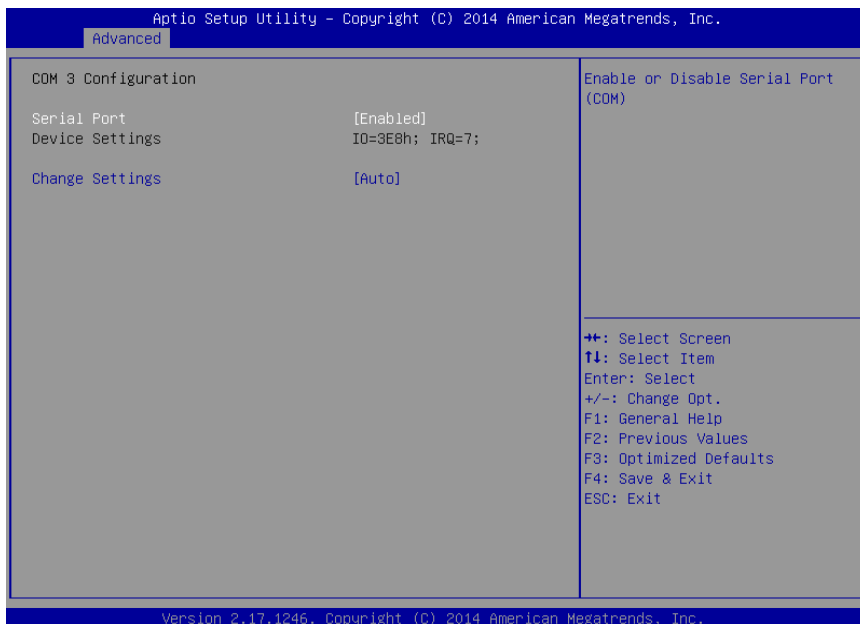 Aptio Setup Utility – Copyright (C) 2014 American Megatrends, Inc.
Advanced
COM 3 Configuration
Serial Port [Enabled]
Device Settings IO=3E8h; IRQ=7;
Change Settings [Auto]
Enable or Disable Serial Port
(COM)
→←: Select Screen
↑↓: Select Item
Enter: Select
+/-: Change Opt.
F1: General Help
F2: Previous Values
F3: Optimized Defaults
F4: Save & Exit
ESC: Exit
Version 2.17.1246. Copyright (C) 2014 American Megatrends, Inc.